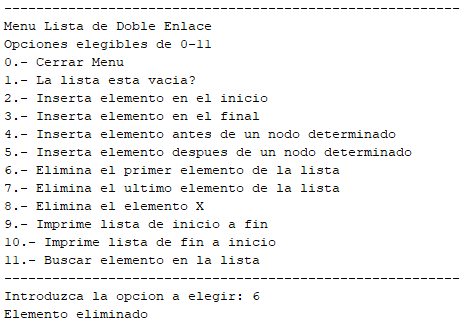 ---------------------------------------------------------
Menu Lista de Doble Enlace
Opciones elegibles de 0-11
0.- Cerrar Menu
1.- La lista esta vacia?
2.- Inserta elemento en el inicio
3.- Inserta elemento en el final
4.- Inserta elemento antes de un nodo determinado
5.- Inserta elemento despues de un nodo determinado
6.- Elimina el primer elemento de la lista
7.- Elimina el ultimo elemento de la lista
8.- Elimina el elemento X
9.- Imprime lista de inicio a fin
10.- Imprime lista de fin a inicio
11.- Buscar elemento en la lista
---------------------------------------------------------
Introduzca la opcion a elegir: 6
Elemento eliminado